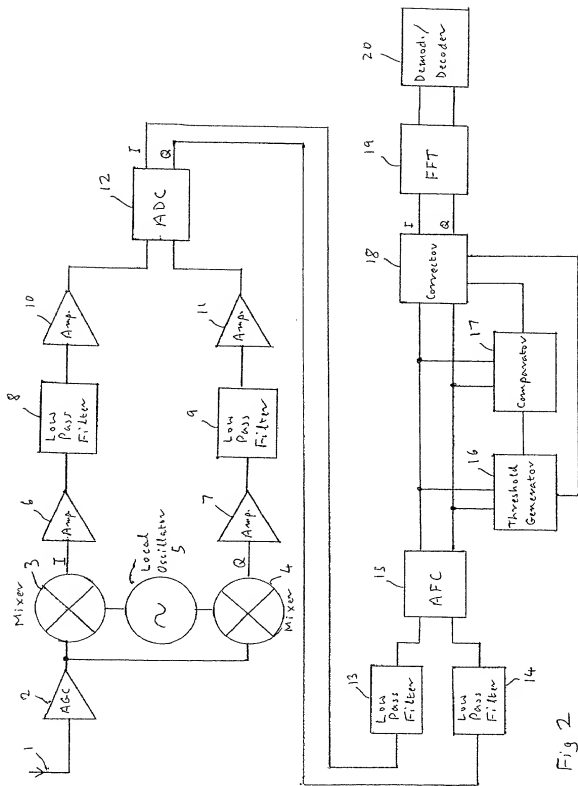 1
2
AGC
Mixer
3
I
6
Amp.
8
Low
Pass
Filter
10
Amp.
12
ADC
I
Q
Local
Oscillator
5
~
4
Mixer
Q
7
Amp.
9
Low
Pass
Filter
11
Amp.
13
Low
Pass
Filter
14
Low
Pass
Filter
15
AFC
16
Threshold
Generator
17
Comparator
18
Corrector
I
Q
19
FFT
20
Demod./
Decoder
Fig 2